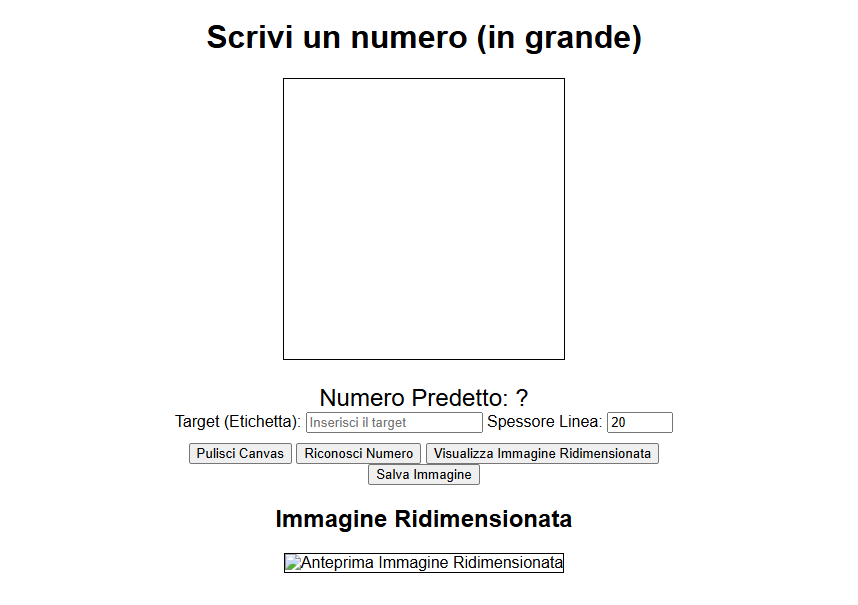 Scrivi un numero (in grande)
Numero Predetto: ?
Target (Etichetta): Inserisci il target Spessore Linea: 20
Pulisci Canvas Riconosci Numero Visualizza Immagine Ridimensionata
Salva Immagine
Immagine Ridimensionata
Anteprima Immagine Ridimensionata